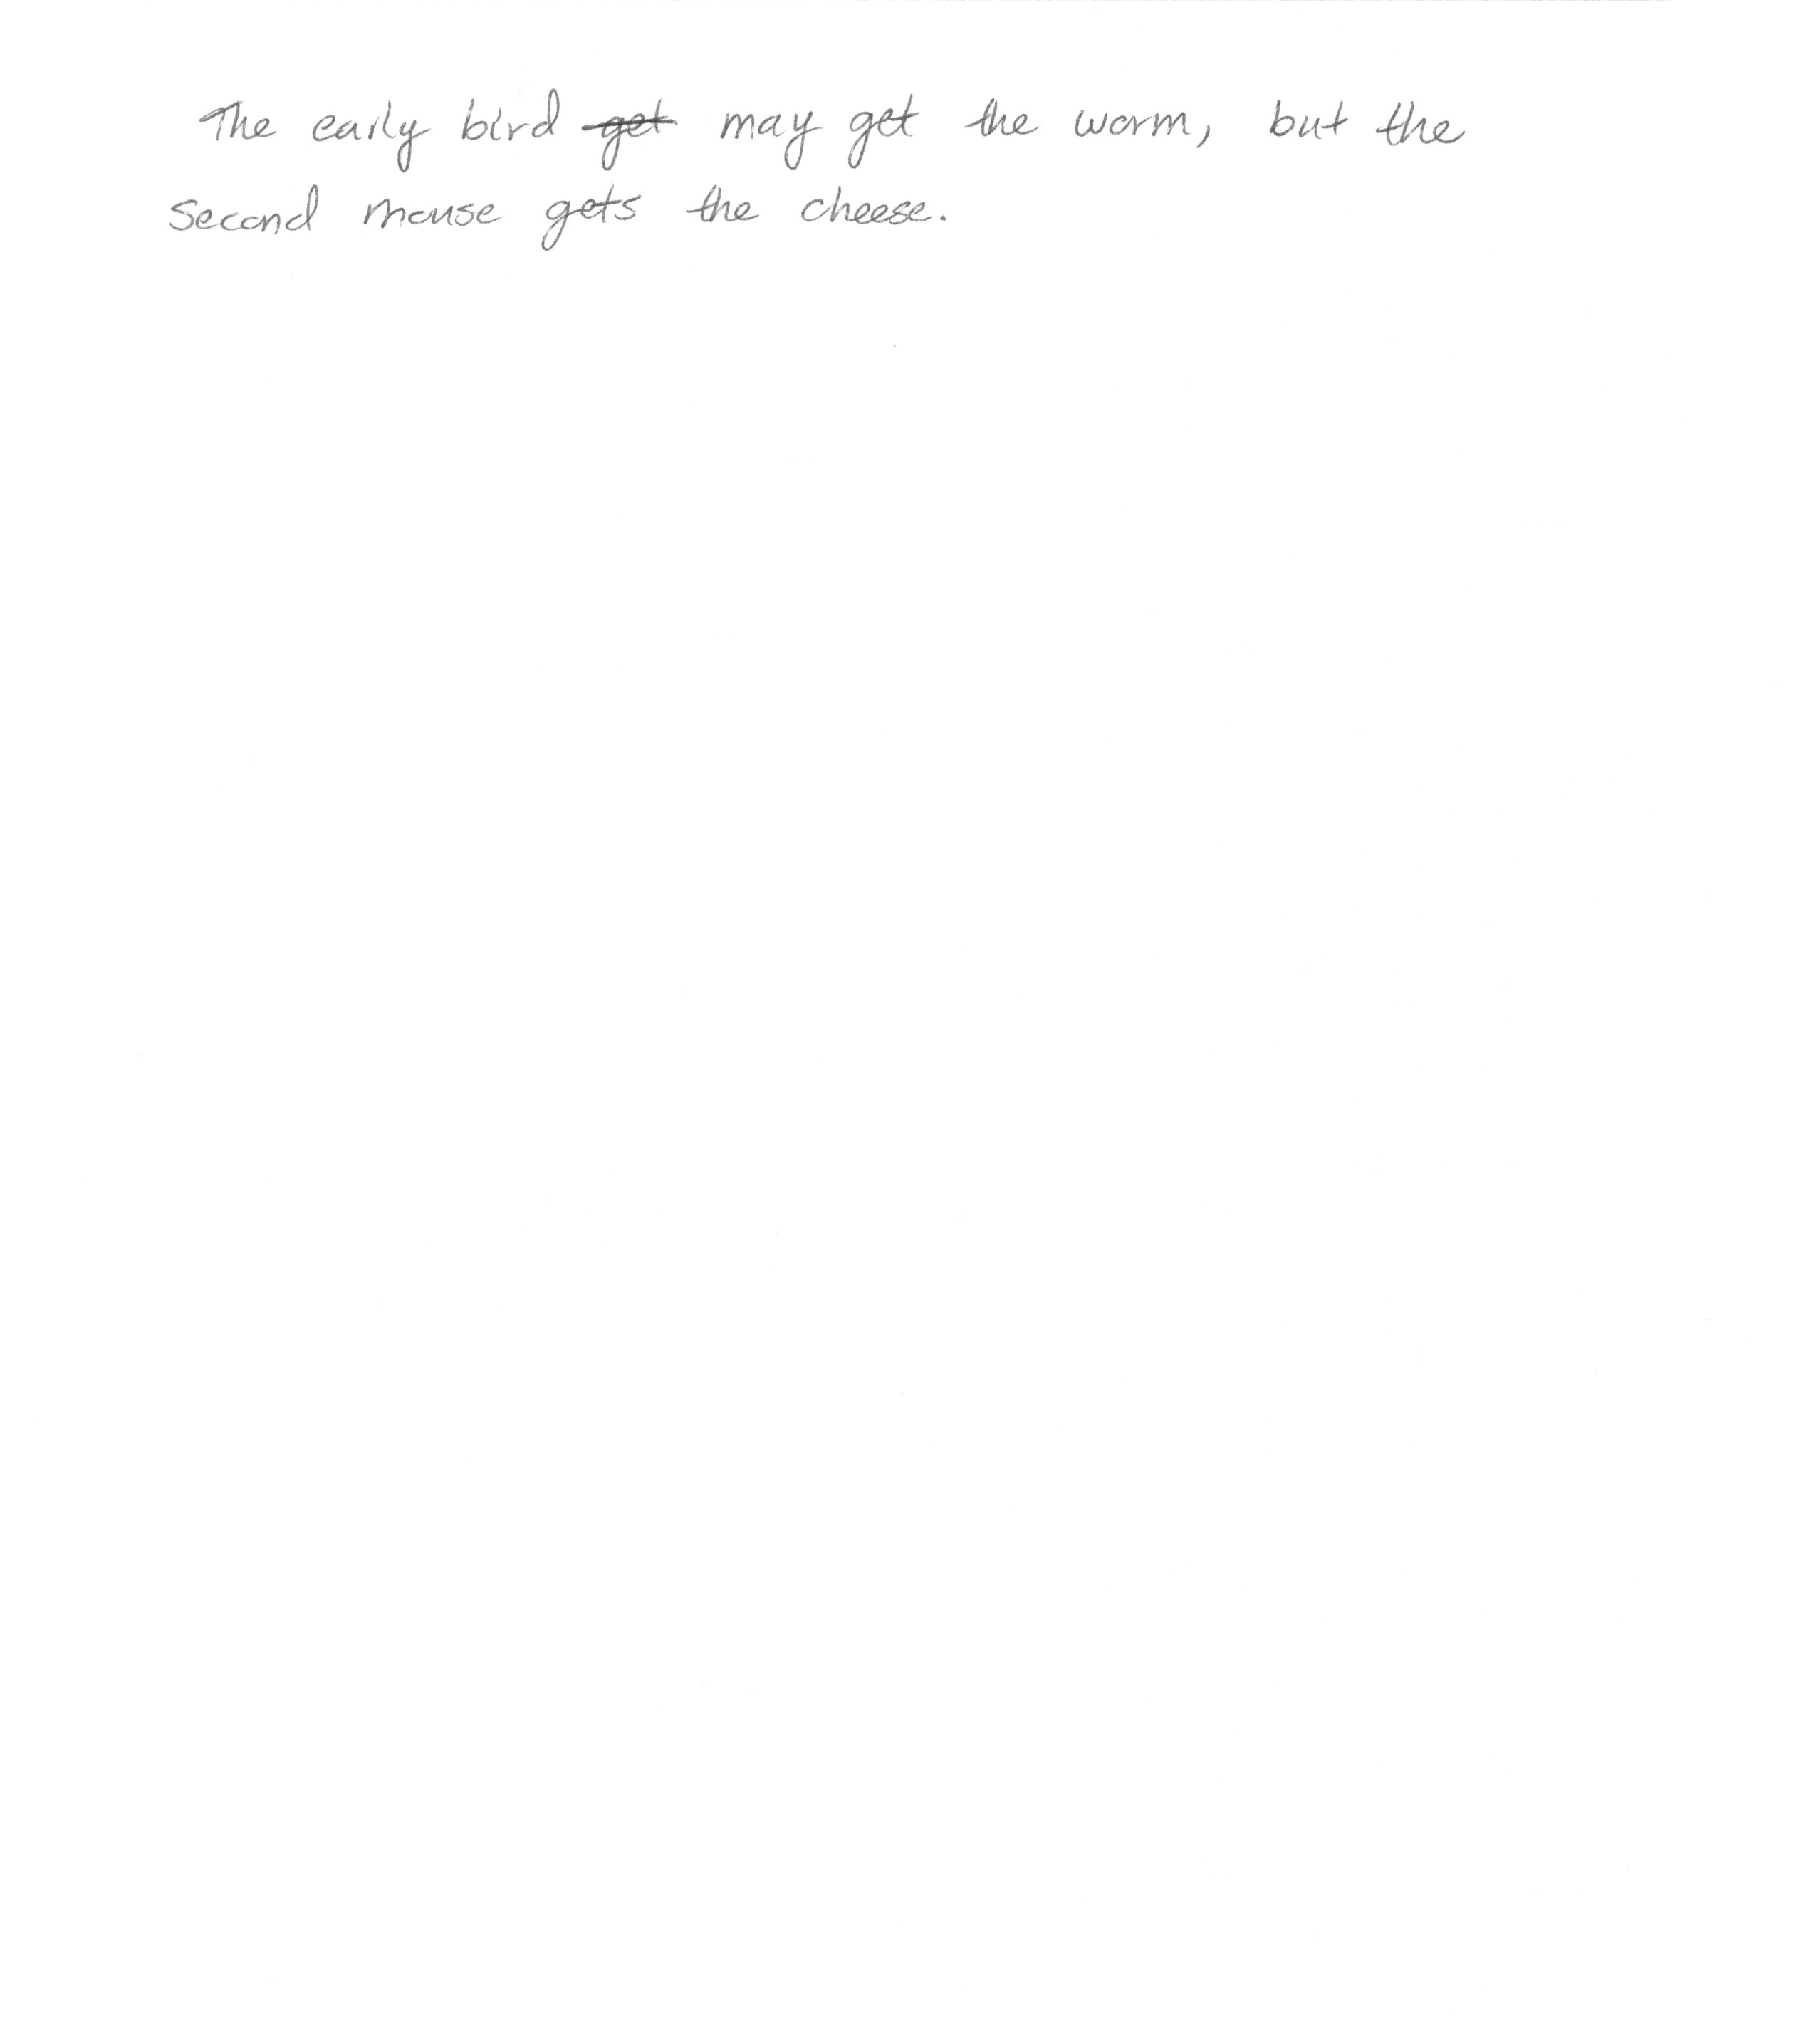 The early bird get may get the worm, but the
second mouse gets the cheese.